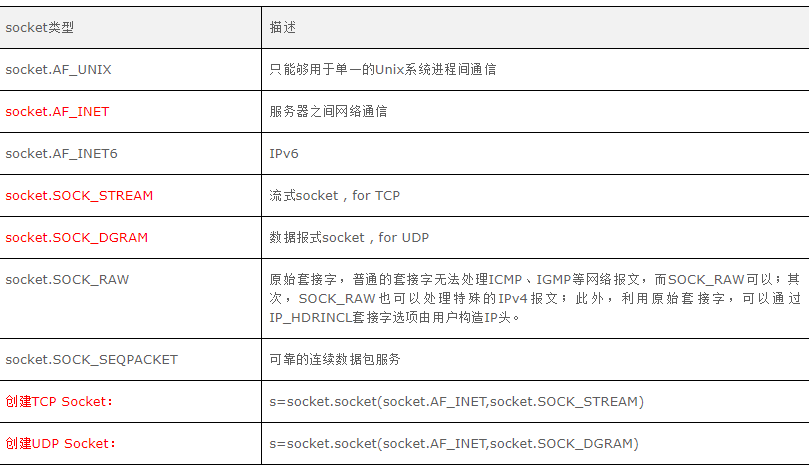 socket类型
描述
socket.AF_UNIX
只能够用于单一的Unix系统进程间通信
socket.AF_INET
服务器之间网络通信
socket.AF_INET6
IPv6
socket.SOCK_STREAM
流式socket , for TCP
socket.SOCK_DGRAM
数据报式socket , for UDP
socket.SOCK_RAW
原始套接字，普通的套接字无法处理ICMP、IGMP等网络报文，而SOCK_RAW可以；其
次，SOCK_RAW也可以处理特殊的IPv4报文；此外，利用原始套接字，可以通过
IP_HDRINCL套接字选项由用户构造IP头。
socket.SOCK_SEQPACKET
可靠的连续数据包服务
创建TCP Socket：
s=socket.socket(socket.AF_INET,socket.SOCK_STREAM)
创建UDP Socket：
s=socket.socket(socket.AF_INET,socket.SOCK_DGRAM)